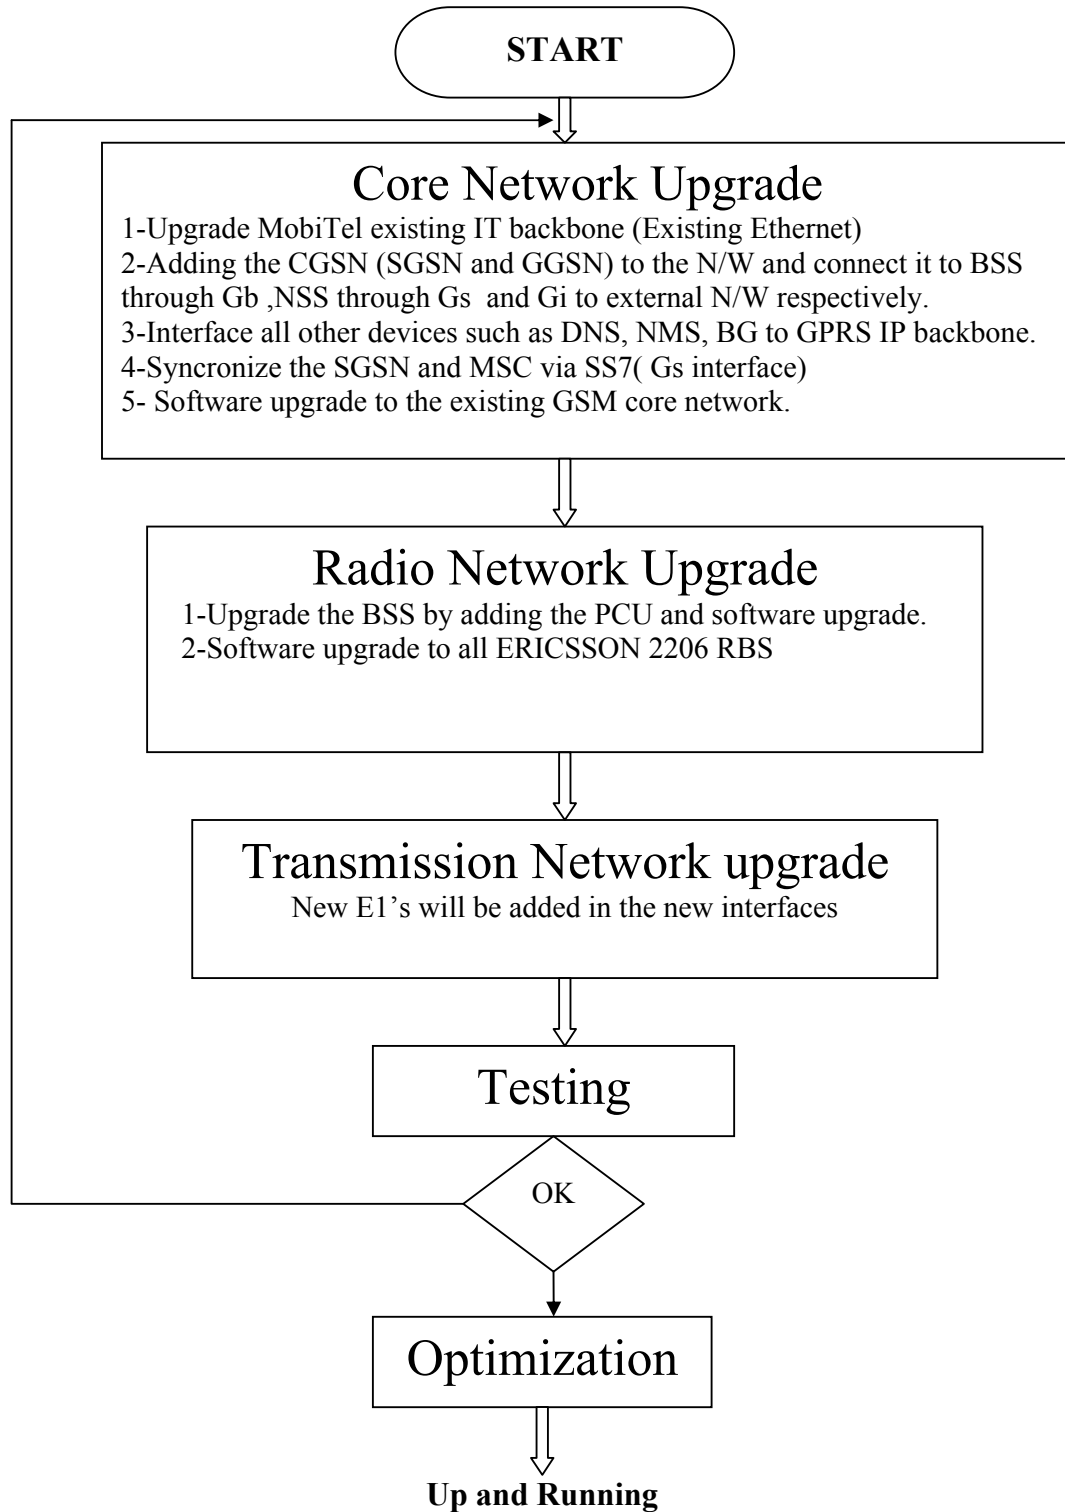 START
Core Network Upgrade
1-Upgrade MobiTel existing IT backbone (Existing Ethernet)
2-Adding the CGSN (SGSN and GGSN) to the N/W and connect it to BSS
through Gb ,NSS through Gs  and Gi to external N/W respectively.
3-Interface all other devices such as DNS, NMS, BG to GPRS IP backbone.
4-Syncronize the SGSN and MSC via SS7( Gs interface)
5- Software upgrade to the existing GSM core network.
Radio Network Upgrade
1-Upgrade the BSS by adding the PCU and software upgrade.
2-Software upgrade to all ERICSSON 2206 RBS
Transmission Network upgrade
New E1’s will be added in the new interfaces
Testing
OK
Optimization
Up and Running